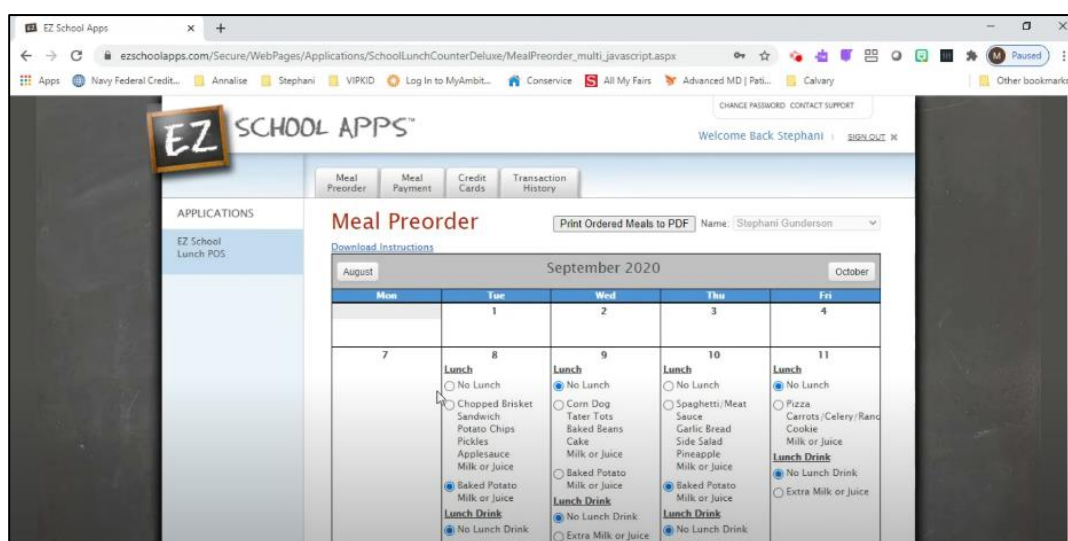 EZ School Apps
ezschoolapps.com/Secure/WebPages/Applications/SchoolLunchCounterDeluxe/MealPreorder_multi_javascript.aspx
M Paused
Apps Navy Federal Credit... Annalise Stephani VIPKID Log In to MyAmbit... Conservice All My Fairs Advanced MD | Pati... Calvary Other bookmarks
CHANGE PASSWORD CONTACT SUPPORT
EZ SCHOOL APPS™
Welcome Back Stephani SIGN OUT
Meal Preorder
Meal Payment
Credit Cards
Transaction History
APPLICATIONS
EZ School
Lunch POS
Meal Preorder
Print Ordered Meals to PDF Name: Stephani Gunderson
Download Instructions
August September 2020 October
Mon Tue Wed Thu Fri
1 2 3 4
7 8 9 10 11
Lunch
No Lunch
Chopped Brisket
Sandwich
Potato Chips
Pickles
Applesauce
Milk or Juice
Baked Potato
Milk or Juice
Lunch Drink
No Lunch Drink
Lunch
No Lunch
Corn Dog
Tater Tots
Baked Beans
Cake
Milk or Juice
Baked Potato
Milk or Juice
Lunch Drink
No Lunch Drink
Extra Milk or Juice
Lunch
No Lunch
Spaghetti/Meat
Sauce
Garlic Bread
Side Salad
Pineapple
Milk or Juice
Baked Potato
Milk or Juice
Lunch Drink
No Lunch Drink
Lunch
No Lunch
Pizza
Carrots/Celery/Ranc
Cookie
Milk or Juice
Lunch Drink
No Lunch Drink
Extra Milk or Juice